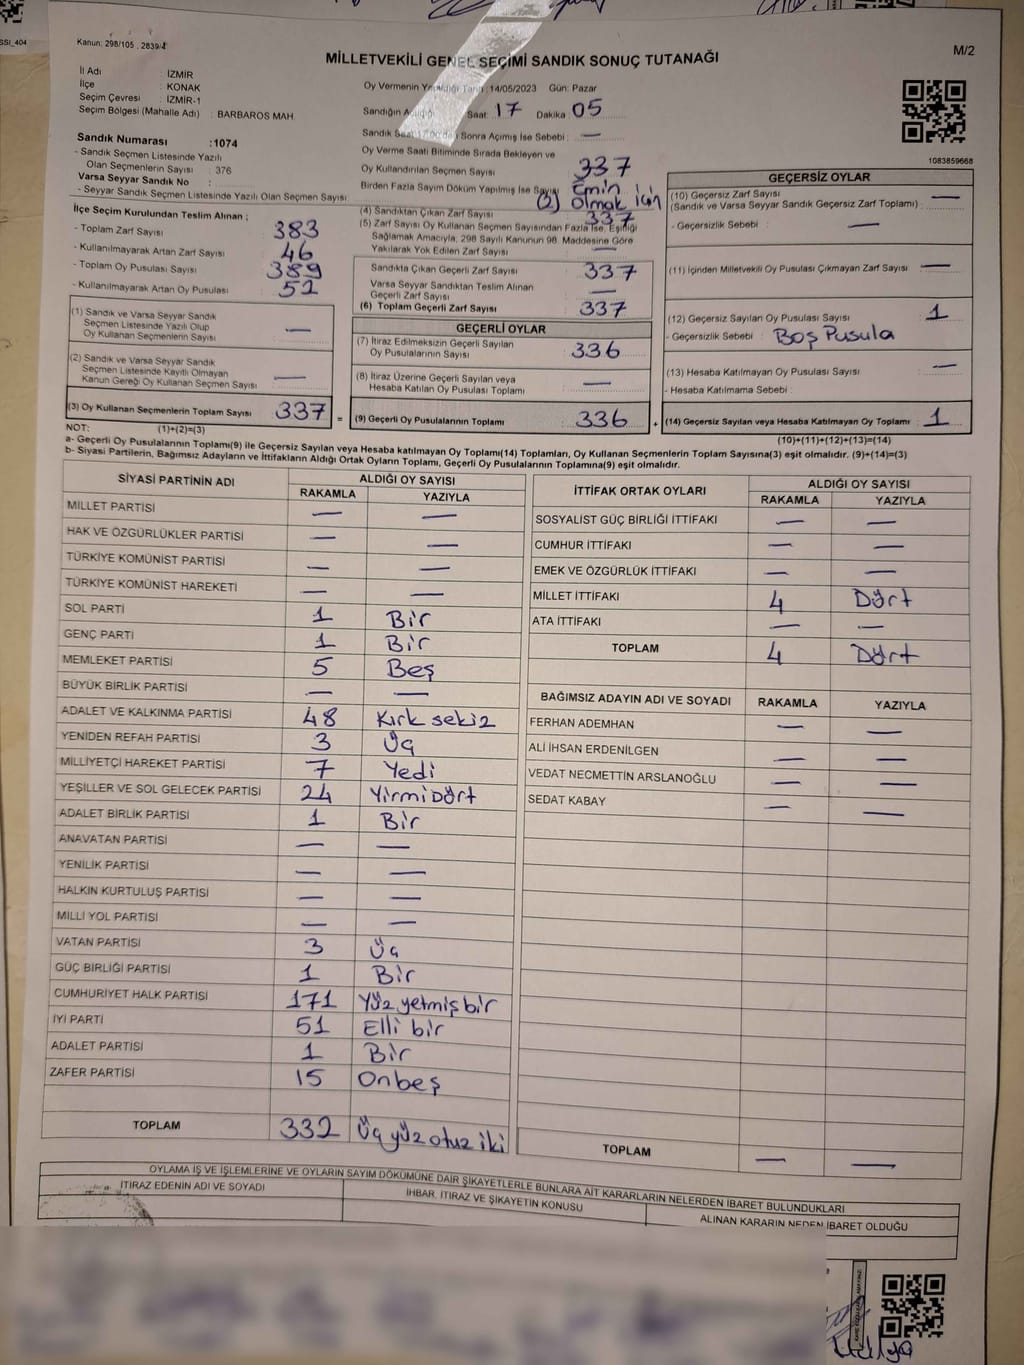 Kanun: 298/105, 2839/4
M/2
MİLLETVEKİLİ GENEL SEÇİMİ SANDIK SONUÇ TUTANAĞI
İl Adı : İZMİR
İlçe : KONAK
Seçim Çevresi : İZMİR-1
Seçim Bölgesi (Mahalle Adı) : BARBAROS MAH.
Sandık Numarası :1074
- Sandık Seçmen Listesinde Yazılı
Olan Seçmenlerin Sayısı : 376
Varsa Seyyar Sandık No :
- Seyyar Sandık Seçmen Listesinde Yazılı Olan Seçmen Sayısı
Oy Vermenin Yapıldığı Tarih :14/05/2023 Gün: Pazar
Sandığın Saat 17 Dakika 05
Sandık Sonra Açılmış İse Sebebi : —
Oy Verme Saati Bitiminde Sırada Bekleyen ve
Oy Kullandırılan Seçmen Sayısı 337
Birden Fazla Sayım Döküm Yapılmış İse Sayısı (2) Emin olmak için
1083859668
İlçe Seçim Kurulundan Teslim Alınan ;
- Toplam Zarf Sayısı 383
- Kullanılmayarak Artan Zarf Sayısı 46
- Toplam Oy Pusulası Sayısı 389
- Kullanılmayarak Artan Oy Pusulası 52
(1) Sandık ve Varsa Seyyar Sandık
Seçmen Listesinde Yazılı Olup
Oy Kullanan Seçmenlerin Sayısı —
(2) Sandık ve Varsa Seyyar Sandık
Seçmen Listesinde Kayıtlı Olmayan
Kanun Gereği Oy Kullanan Seçmen Sayısı —
(3) Oy Kullanan Seçmenlerin Toplam Sayısı 337 =
(4) Sandıktan Çıkan Zarf Sayısı 337
(5) Zarf Sayısı Oy Kullanan Seçmen Sayısından Fazla İse, Eşitliği
Sağlamak Amacıyla, 298 Sayılı Kanunun 98. Maddesine Göre
Yakılarak Yok Edilen Zarf Sayısı —
Sandıkta Çıkan Geçerli Zarf Sayısı 337
Varsa Seyyar Sandıktan Teslim Alınan
Geçerli Zarf Sayısı —
(6) Toplam Geçerli Zarf Sayısı 337
GEÇERLİ OYLAR
(7) İtiraz Edilmeksizin Geçerli Sayılan
Oy Pusulalarının Sayısı 336
(8) İtiraz Üzerine Geçerli Sayılan veya
Hesaba Katılan Oy Pusulası Toplamı —
(9) Geçerli Oy Pusulalarının Toplamı 336 +
GEÇERSİZ OYLAR
(10) Geçersiz Zarf Sayısı
(Sandık ve Varsa Seyyar Sandık Geçersiz Zarf Toplamı) —
- Geçersizlik Sebebi : —
(11) İçinden Milletvekili Oy Pusulası Çıkmayan Zarf Sayısı —
(12) Geçersiz Sayılan Oy Pusulası Sayısı 1
- Geçersizlik Sebebi : Boş Pusula
(13) Hesaba Katılmayan Oy Pusulası Sayısı —
- Hesaba Katılmama Sebebi :
(14) Geçersiz Sayılan veya Hesaba Katılmayan Oy Toplamı 1
NOT: (1)+(2)=(3) (10)+(11)+(12)+(13)=(14)
a- Geçerli Oy Pusulalarının Toplamı(9) ile Geçersiz Sayılan veya Hesaba katılmayan Oy Toplamı(14) Toplamları, Oy Kullanan Seçmenlerin Toplam Sayısına(3) eşit olmalıdır. (9)+(14)=(3)
b- Siyasi Partilerin, Bağımsız Adayların ve İttifakların Aldığı Ortak Oyların Toplamı, Geçerli Oy Pusulalarının Toplamına(9) eşit olmalıdır.
SİYASİ PARTİNİN ADI ALDIĞI OY SAYISI
RAKAMLA YAZIYLA
MİLLET PARTİSİ — —
HAK VE ÖZGÜRLÜKLER PARTİSİ — —
TÜRKİYE KOMÜNİST PARTİSİ — —
TÜRKİYE KOMÜNİST HAREKETİ — —
SOL PARTİ 1 Bir
GENÇ PARTİ 1 Bir
MEMLEKET PARTİSİ 5 Beş
BÜYÜK BİRLİK PARTİSİ — —
ADALET VE KALKINMA PARTİSİ 48 Kırk sekiz
YENİDEN REFAH PARTİSİ 3 Üç
MİLLİYETÇİ HAREKET PARTİSİ 7 Yedi
YEŞİLLER VE SOL GELECEK PARTİSİ 24 Yirmi Dört
ADALET BİRLİK PARTİSİ 1 Bir
ANAVATAN PARTİSİ — —
YENİLİK PARTİSİ — —
HALKIN KURTULUŞ PARTİSİ — —
MİLLİ YOL PARTİSİ — —
VATAN PARTİSİ 3 Üç
GÜÇ BİRLİĞİ PARTİSİ 1 Bir
CUMHURİYET HALK PARTİSİ 171 Yüz yetmiş bir
İYİ PARTİ 51 Elli bir
ADALET PARTİSİ 1 Bir
ZAFER PARTİSİ 15 Onbeş
TOPLAM 332 Üç yüz otuz iki
İTTİFAK ORTAK OYLARI ALDIĞI OY SAYISI
RAKAMLA YAZIYLA
SOSYALİST GÜÇ BİRLİĞİ İTTİFAKI — —
CUMHUR İTTİFAKI — —
EMEK VE ÖZGÜRLÜK İTTİFAKI — —
MİLLET İTTİFAKI 4 Dört
ATA İTTİFAKI — —
TOPLAM 4 Dört
BAĞIMSIZ ADAYIN ADI VE SOYADI RAKAMLA YAZIYLA
FERHAN ADEMHAN — —
ALİ İHSAN ERDENİLGEN — —
VEDAT NECMETTİN ARSLANOĞLU — —
SEDAT KABAY — —
TOPLAM — —
OYLAMA İŞ VE İŞLEMLERİNE VE OYLARIN SAYIM DÖKÜMÜNE DAİR ŞİKAYETLERLE BUNLARA AİT KARARLARIN NELERDEN İBARET BULUNDUKLARI
İTİRAZ EDENİN ADI VE SOYADI İHBAR, İTİRAZ VE ŞİKAYETİN KONUSU ALINAN KARARIN NEDEN İBARET OLDUĞU